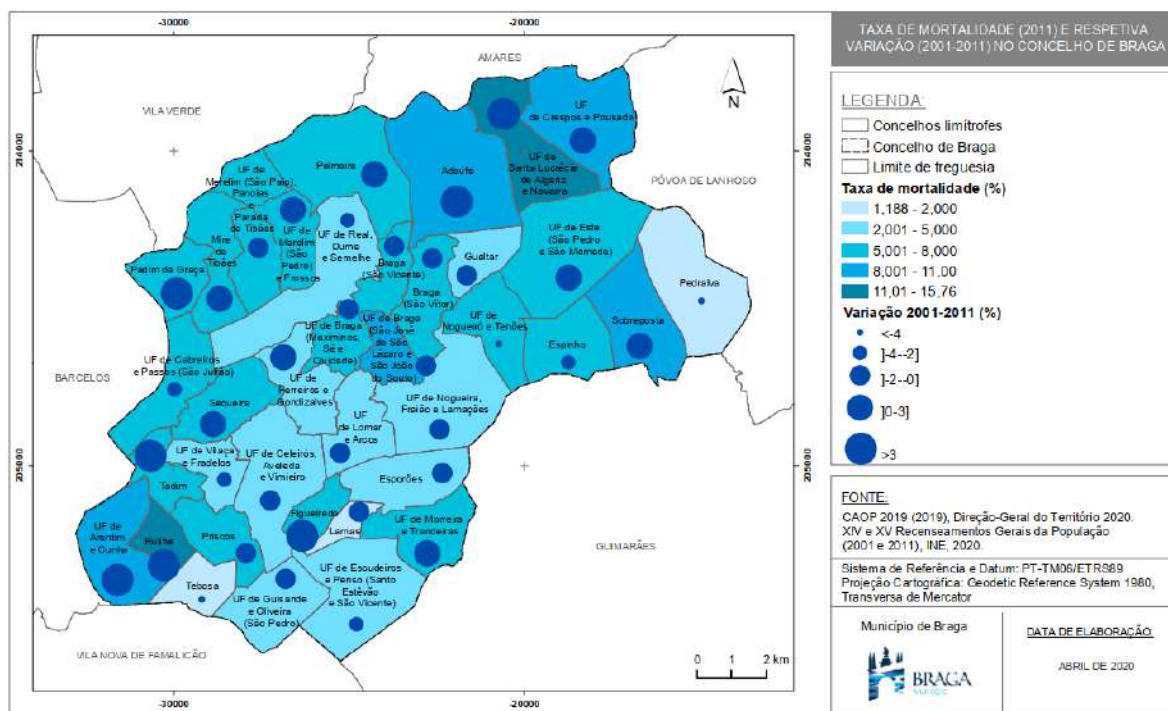 -30000
-20000
TAXA DE MORTALIDADE (2011) E RESPETIVA
VARIAÇÃO (2001-2011) NO CONCELHO DE BRAGA
AMARES
N
VILA VERDE
PÓVOA DE LANHOSO
BARCELOS
GUIMARÃES
VILA NOVA DE FAMALICÃO
UF
de Crespos e Pousada
UF de
Santa Lucrécia
de Algeriz
e Navarra
Adaúfe
Palmeira
UF de
Merelim (São Paio),
Panoias
e
Parada
de Tibães
Mire
de
Tibães
UF de
Merelim
(São
Pedro) e
Frossos
UF de Real,
Dume
e Semelhe
Padim da Graça
Braga
(São Vicente)
Gualtar
UF de Este
(São Pedro
e São Mamede)
Pedralva
Braga
(São Vítor)
UF de
Nogueiró e Tenões
Espinho
Sobreposta
UF de Braga
(Maximinos,
Sé e
Cividade)
UF de Braga
(São José
de São
Lázaro e
São João
do Souto)
UF de Cabreiros
e Passos (São Julião)
UF de
Ferreiros e
Gondizalves
UF de Nogueira,
Fraião e Lamaçães
Sequeira
UF
de Lomar
e Arcos
UF de Vilaça
e Fradelos
UF de Celeirós,
Aveleda
e Vimieiro
Esporões
Tadim
Figueiredo
Lamas
UF de Morreira
e Trandeiras
UF de
Arentim
e Cunha
Ruilhe
Priscos
Tebosa
UF de Guisande
e Oliveira
(São Pedro)
UF de Escudeiros
e Penso (Santo
Estêvão
e São Vicente)
0 1 2 km
-30000
-20000
LEGENDA:
Concelhos limítrofes
Concelho de Braga
Limite de freguesia
Taxa de mortalidade (%)
1,188 - 2,000
2,001 - 5,000
5,001 - 8,000
8,001 - 11,00
11,01 - 15,76
Variação 2001-2011 (%)
<-4
]-4--2]
]-2--0]
]0-3]
>3
FONTE:
CAOP 2019 (2019), Direção-Geral do Território 2020.
XIV e XV Recenseamentos Gerais da População
(2001 e 2011), INE, 2020.
Sistema de Referência e Datum: PT-TM06/ETRS89
Projeção Cartográfica: Geodetic Reference System 1980,
Transversa de Mercator
Município de Braga
BRAGA
DATA DE ELABORAÇÃO:
ABRIL DE 2020